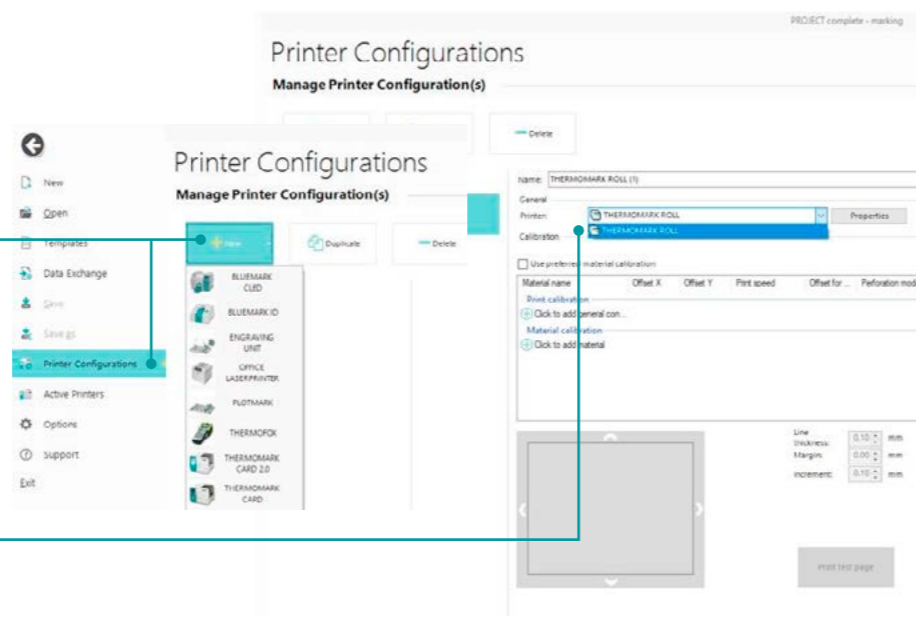 PROJECT complete - marking
Printer Configurations
Manage Printer Configuration(s)
Delete
Name: THERMOMARK ROLL (1)
General
Printer: THERMOMARK ROLL Properties
THERMOMARK ROLL
Calibration
Use preferred material calibration
Material name Offset X Offset Y Print speed Offset for ... Perforation mod
Print calibration
Click to add general con...
Material calibration
Click to add material
Line thickness: 0.10 mm
Margin: 0.00 mm
Increment: 0.10 mm
Print test page
New
Open
Templates
Data Exchange
Save
Save as
Printer Configurations
Active Printers
Options
Support
Exit
Printer Configurations
Manage Printer Configuration(s)
New Duplicate Delete
BLUEMARK
CLED
BLUEMARK ID
ENGRAVING
UNIT
OFFICE
LASERPRINTER
PLOTMARK
THERMOFOX
THERMOMARK
CARD 2.0
THERMOMARK
CARD